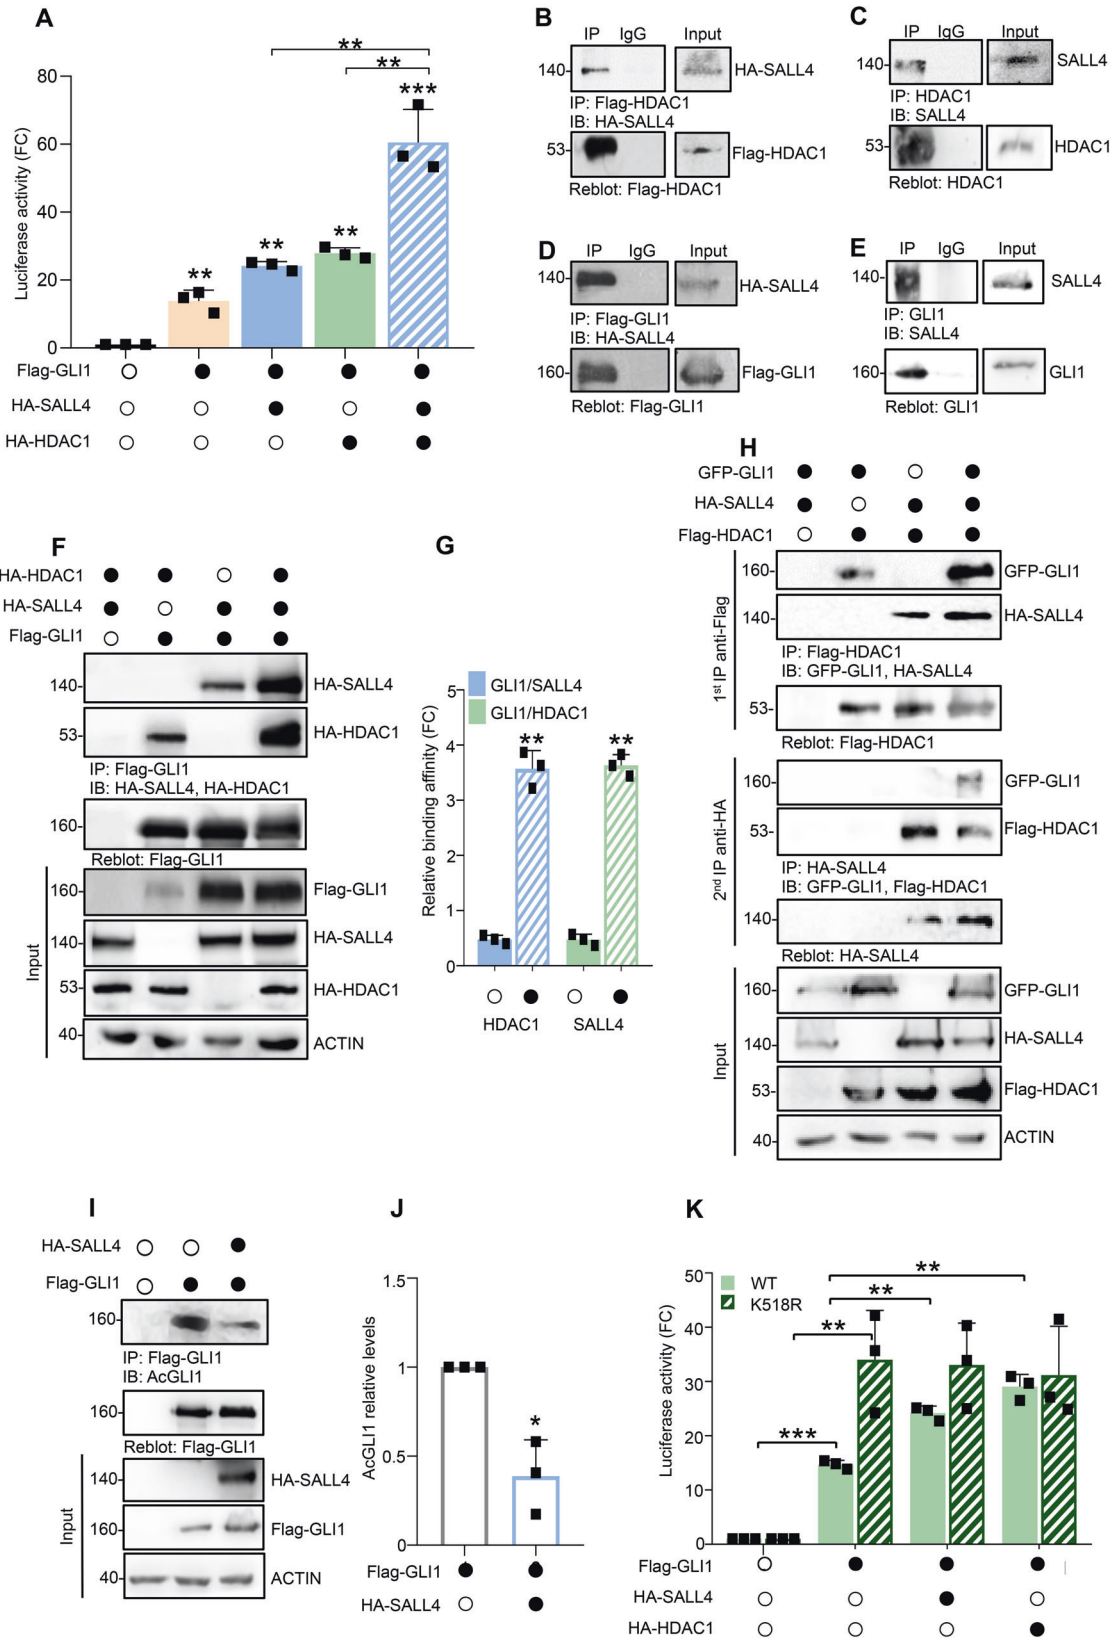 A
**
**
***
**
**
**
80
60
40
20
0
Luciferase activity (FC)
Flag-GLI1
HA-SALL4
HA-HDAC1
B
IP IgG Input
140-
HA-SALL4
IP: Flag-HDAC1
IB: HA-SALL4
53-
Flag-HDAC1
Reblot: Flag-HDAC1
C
IP IgG Input
140-
SALL4
IP: HDAC1
IB: SALL4
53-
HDAC1
Reblot: HDAC1
D
IP IgG Input
140-
HA-SALL4
IP: Flag-GLI1
IB: HA-SALL4
160-
Flag-GLI1
Reblot: Flag-GLI1
E
IP IgG Input
140-
SALL4
IP: GLI1
IB: SALL4
160-
GLI1
Reblot: GLI1
F
HA-HDAC1
HA-SALL4
Flag-GLI1
140-
HA-SALL4
53-
HA-HDAC1
IP: Flag-GLI1
IB: HA-SALL4, HA-HDAC1
160-
Reblot: Flag-GLI1
Input
160-
Flag-GLI1
140-
HA-SALL4
53-
HA-HDAC1
40-
ACTIN
G
GLI1/SALL4
GLI1/HDAC1
Relative binding affinity (FC)
5
4
3
2
1
0
**
**
HDAC1 SALL4
H
GFP-GLI1
HA-SALL4
Flag-HDAC1
1st IP anti-Flag
160-
GFP-GLI1
140-
HA-SALL4
IP: Flag-HDAC1
IB: GFP-GLI1, HA-SALL4
53-
Reblot: Flag-HDAC1
2nd IP anti-HA
160-
GFP-GLI1
53-
Flag-HDAC1
IP: HA-SALL4
IB: GFP-GLI1, Flag-HDAC1
140-
Reblot: HA-SALL4
Input
160-
GFP-GLI1
140-
HA-SALL4
53-
Flag-HDAC1
40-
ACTIN
I
HA-SALL4
Flag-GLI1
160-
IP: Flag-GLI1
IB: AcGLI1
160-
Reblot: Flag-GLI1
Input
140-
HA-SALL4
160-
Flag-GLI1
40-
ACTIN
J
AcGLI1 relative levels
1.5
1
0.5
0
*
Flag-GLI1
HA-SALL4
K
WT
K518R
Luciferase activity (FC)
50
40
30
20
10
0
**
**
**
***
Flag-GLI1
HA-SALL4
HA-HDAC1